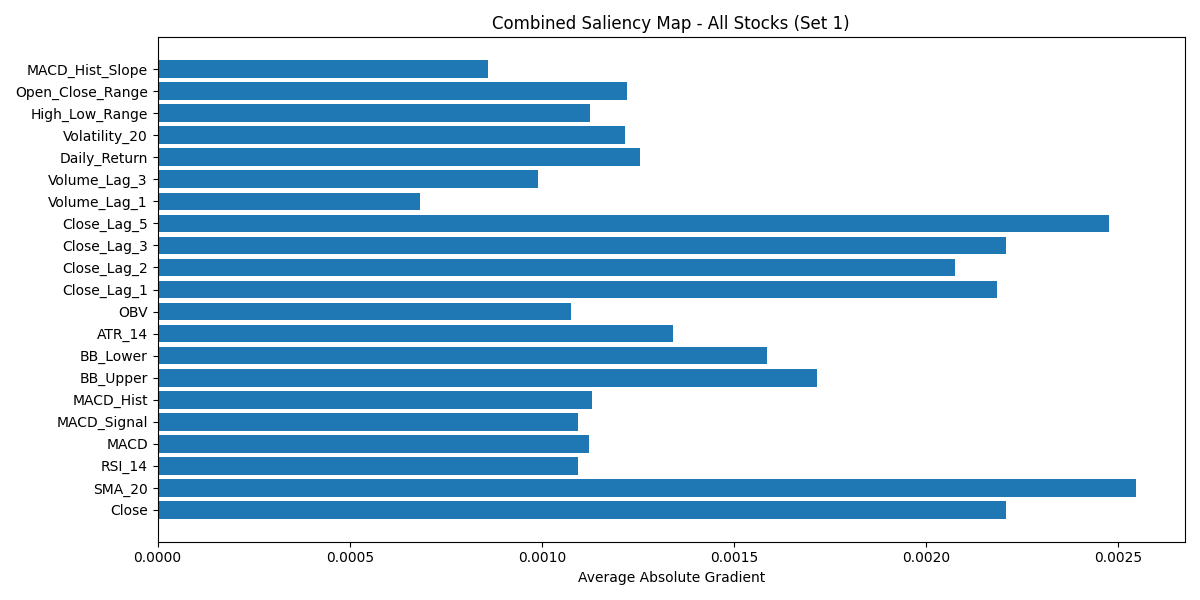 Combined Saliency Map - All Stocks (Set 1)
MACD_Hist_Slope
Open_Close_Range
High_Low_Range
Volatility_20
Daily_Return
Volume_Lag_3
Volume_Lag_1
Close_Lag_5
Close_Lag_3
Close_Lag_2
Close_Lag_1
OBV
ATR_14
BB_Lower
BB_Upper
MACD_Hist
MACD_Signal
MACD
RSI_14
SMA_20
Close
0.0000 0.0005 0.0010 0.0015 0.0020 0.0025
Average Absolute Gradient